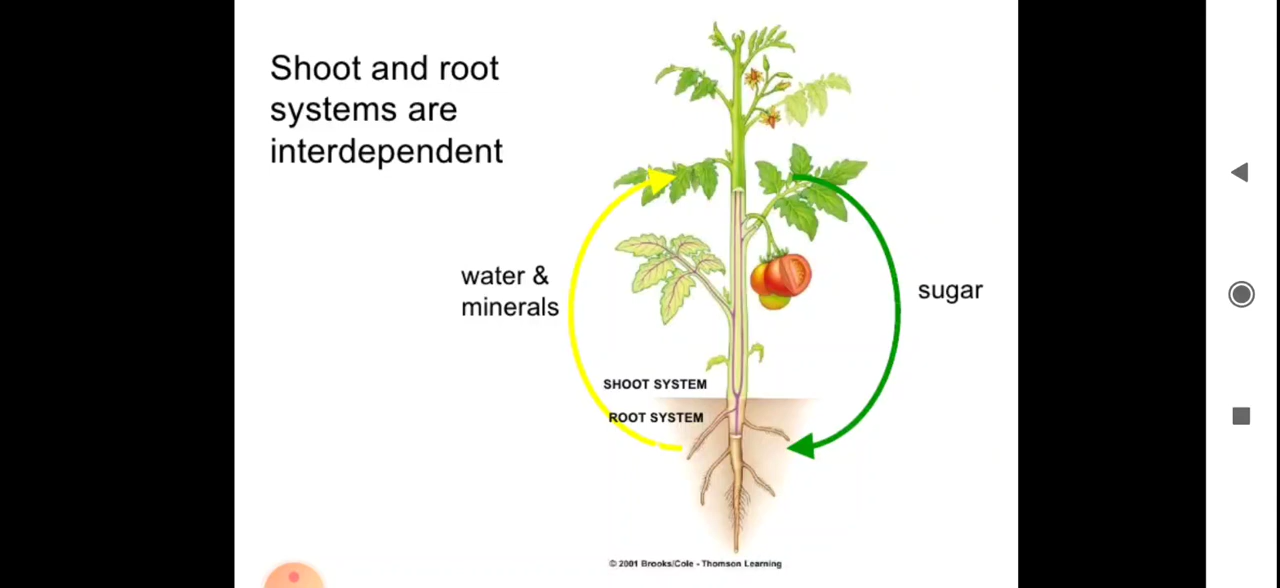 Shoot and root
systems are
interdependent
water &
minerals
sugar
SHOOT SYSTEM
ROOT SYSTEM
© 2001 Brooks/Cole - Thomson Learning